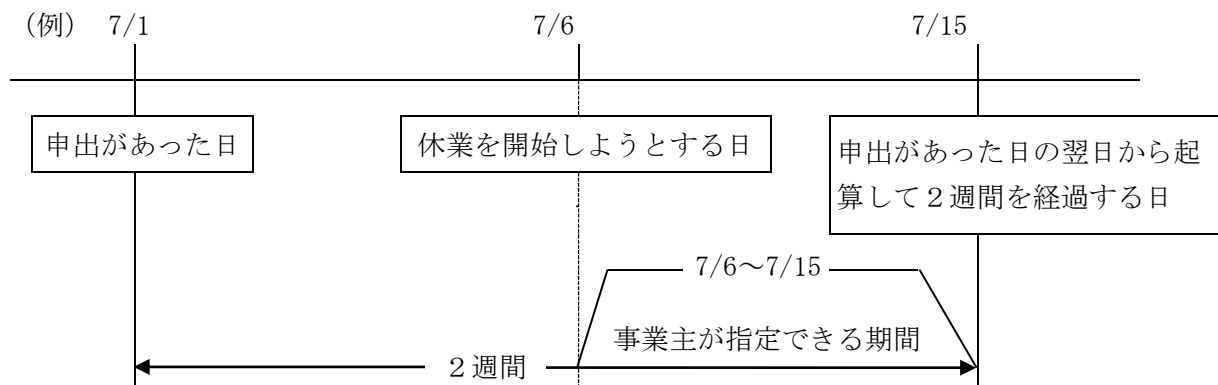 (例) 7/1 7/6 7/15
申出があった日
休業を開始しようとする日
申出があった日の翌日から起
算して２週間を経過する日
7/6～7/15
事業主が指定できる期間
２週間